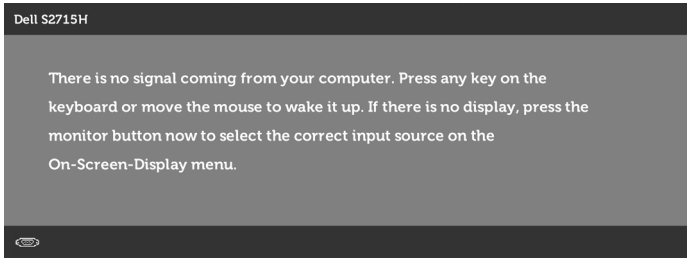 Dell S2715H
There is no signal coming from your computer. Press any key on the
keyboard or move the mouse to wake it up. If there is no display, press the
monitor button now to select the correct input source on the
On-Screen-Display menu.